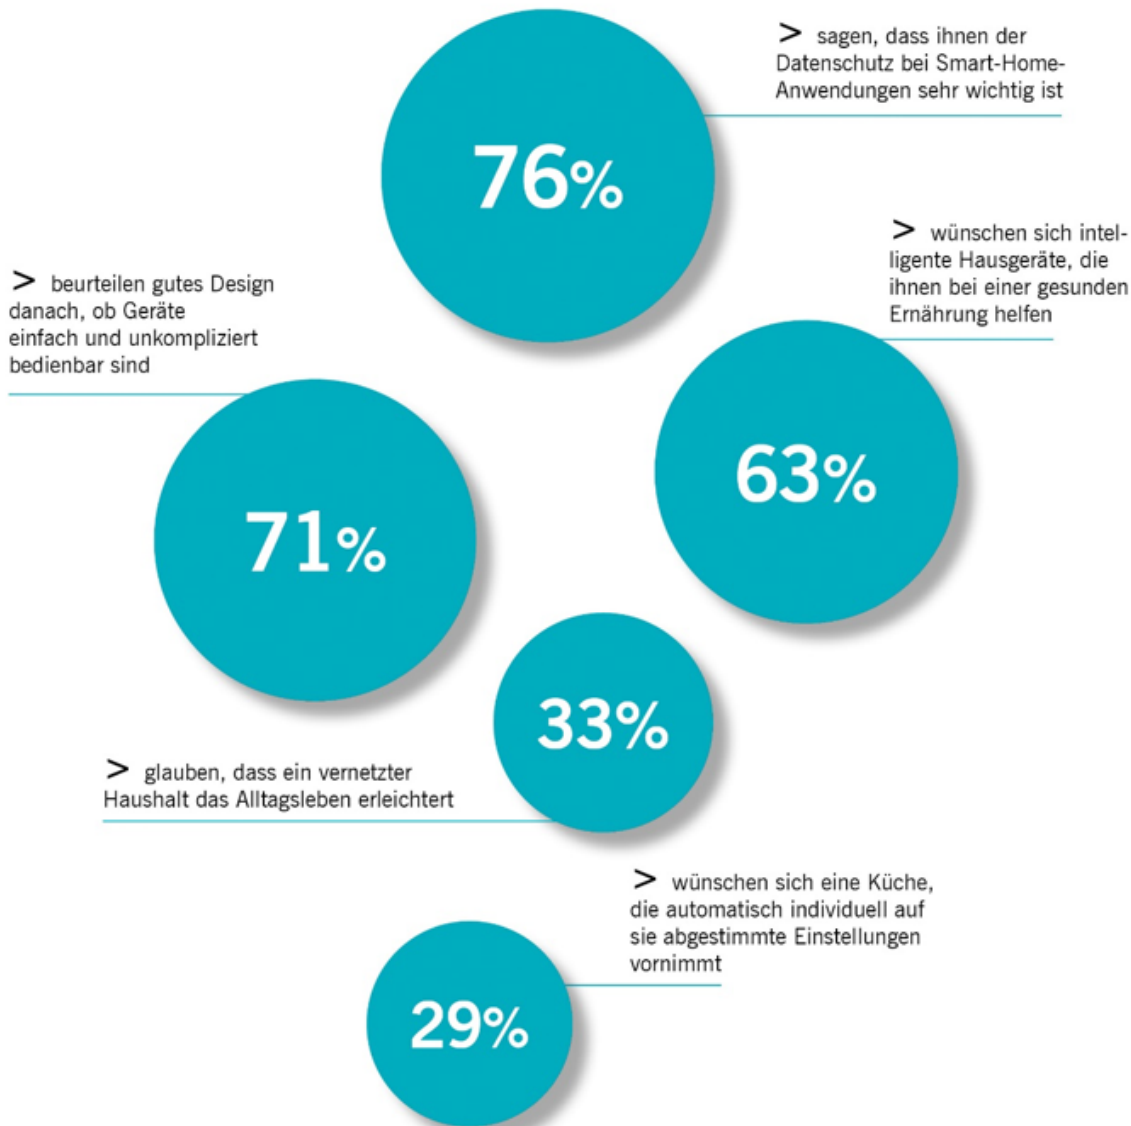 > sagen, dass ihnen der
Datenschutz bei Smart-Home-
Anwendungen sehr wichtig ist
76%
> wünschen sich intel-
ligente Hausgeräte, die
ihnen bei einer gesunden
Ernährung helfen
63%
> beurteilen gutes Design
danach, ob Geräte
einfach und unkompliziert
bedienbar sind
71%
33%
> glauben, dass ein vernetzter
Haushalt das Alltagsleben erleichtert
> wünschen sich eine Küche,
die automatisch individuell auf
sie abgestimmte Einstellungen
vornimmt
29%